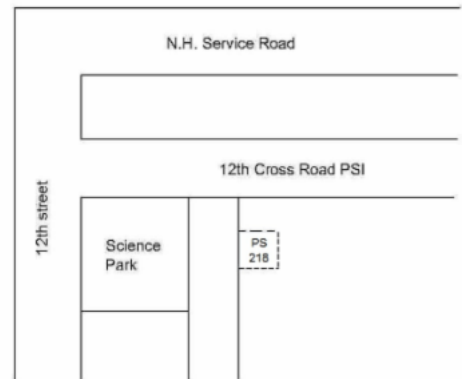 N.H. Service Road
12th Cross Road PSI
12th street
Science
Park
PS
218